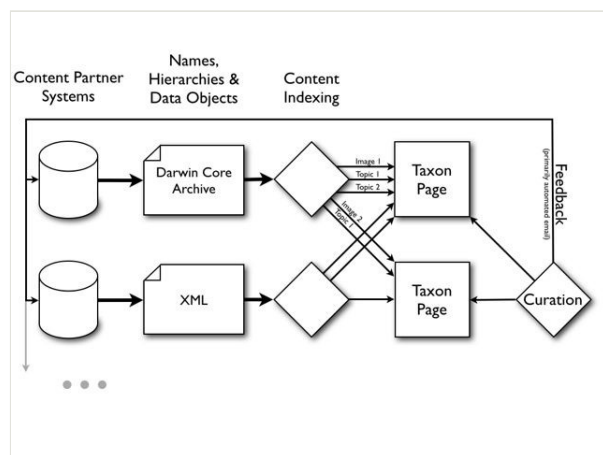 Content Partner
Systems
Names,
Hierarchies &
Data Objects
Content
Indexing
Darwin Core
Archive
Image 1
Topic 1
Topic 2
Image 2
Topic 1
Taxon
Page
Feedback
(primarily automated email)
XML
Taxon
Page
Curation